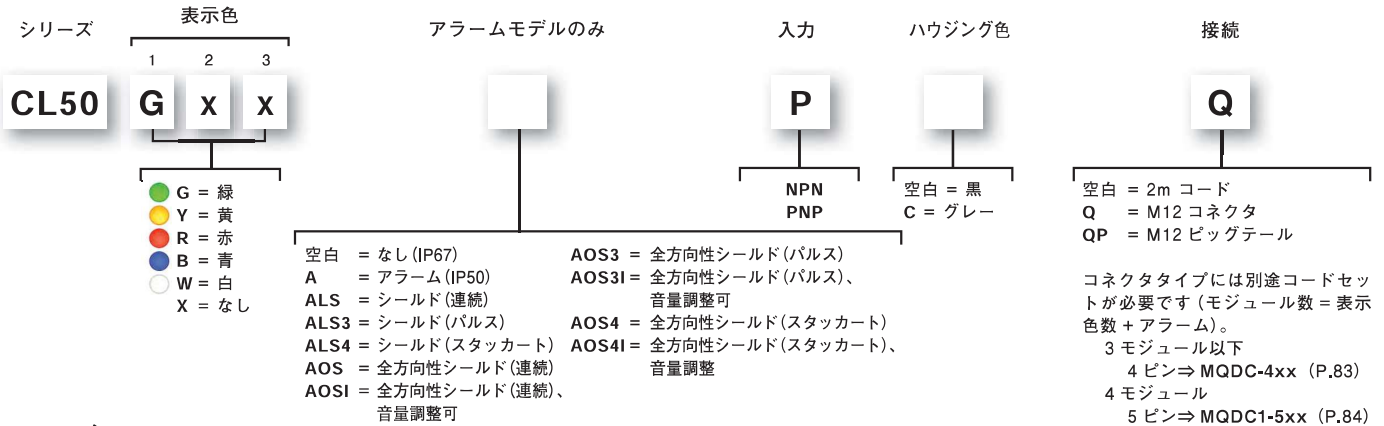 シリーズ
表示色
アラームモデルのみ
入力
ハウジング色
接続
1 2 3
CL50 G X X P Q
G = 緑
Y = 黄
R = 赤
B = 青
W = 白
X = なし
空白 = なし(IP67)
A = アラーム(IP50)
ALS = シールド(連続)
ALS3 = シールド(パルス)
ALS4 = シールド(スタッカート)
AOS = 全方向性シールド(連続)
AOSI = 全方向性シールド(連続)、
音量調整可
AOS3 = 全方向性シールド(パルス)
AOS3I = 全方向性シールド(パルス)、
音量調整可
AOS4 = 全方向性シールド(スタッカート)
AOS4I = 全方向性シールド(スタッカート)、
音量調整
NPN
PNP
空白 = 黒
C = グレー
空白 = 2m コード
Q = M12 コネクタ
QP = M12 ピッグテール
コネクタタイプには別途コードセッ
トが必要です(モジュール数 = 表示
色数 + アラーム)。
3 モジュール以下
4 ピン⇒ MQDC-4xx (P.83)
4 モジュール
5 ピン⇒ MQDC1-5xx (P.84)